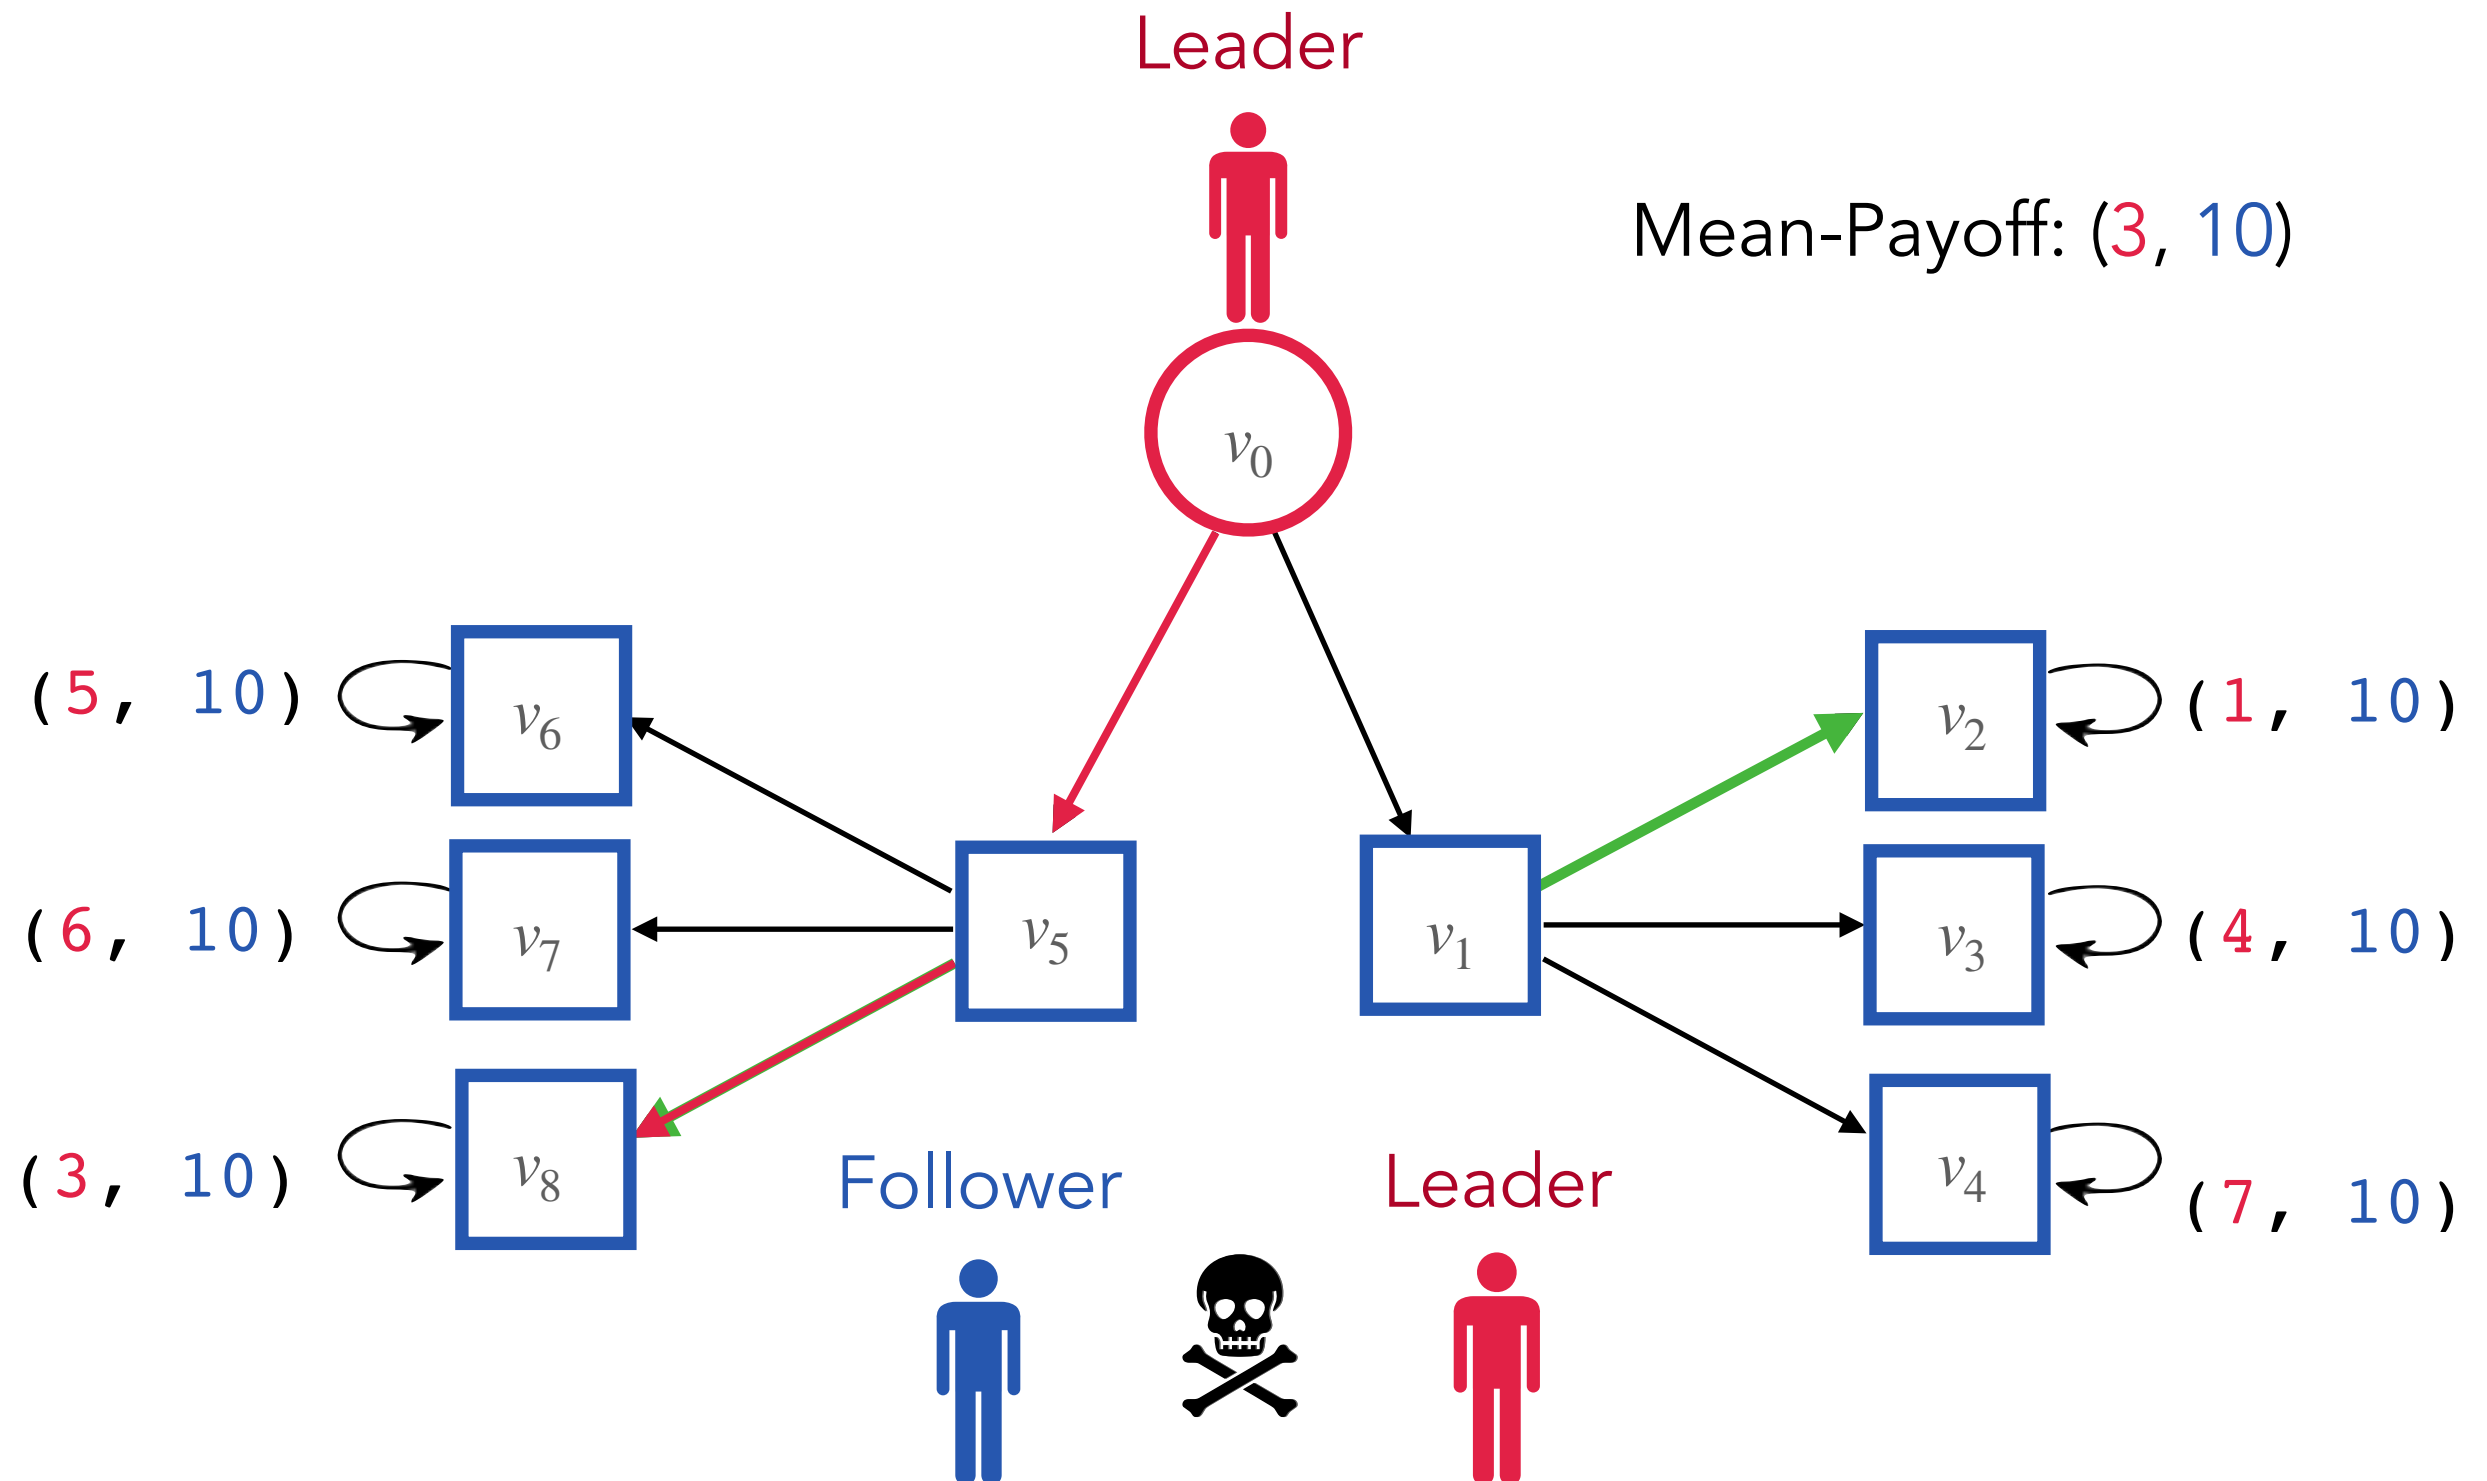 Leader
Mean-Payoff: (3, 10)
v0
(5, 10)
v6
v2
(1, 10)
(6, 10)
v7
v5
v1
v3
(4, 10)
(3, 10)
v8
Follower
Leader
v4
(7, 10)